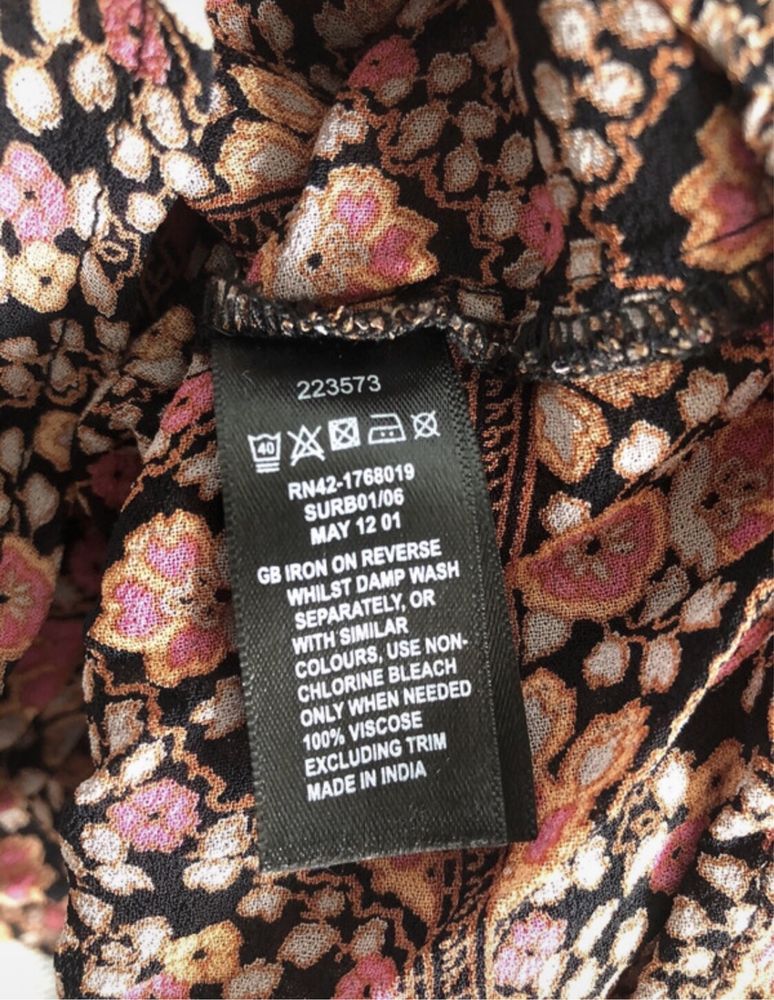 223573
40
RN42-1768019
SURB01/06
MAY 12 01
GB IRON ON REVERSE
WHILST DAMP WASH
SEPARATELY, OR
WITH SIMILAR
COLOURS, USE NON-
CHLORINE BLEACH
ONLY WHEN NEEDED
100% VISCOSE
EXCLUDING TRIM
MADE IN INDIA